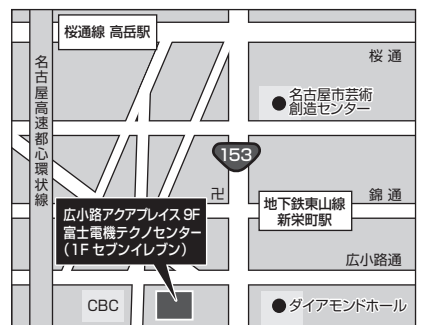 桜通線 高岳駅
桜 通
名古屋高速都心環状線
名古屋市芸術
創造センター
153
卍
地下鉄東山線
新栄町駅
錦 通
広小路アクアプレイス 9F
富士電機テクノセンター
（1F セブンイレブン）
広小路通
CBC
ダイアモンドホール